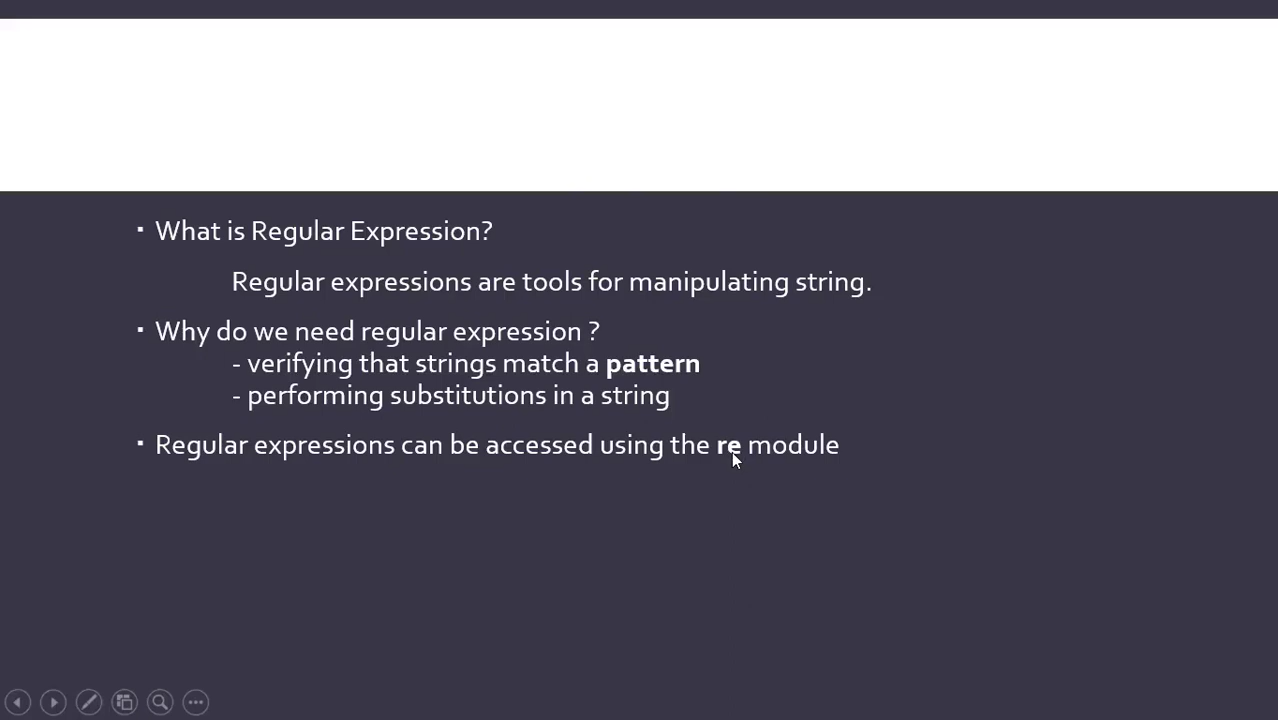 ▪ What is Regular Expression?
Regular expressions are tools for manipulating string.
▪ Why do we need regular expression ?
- verifying that strings match a pattern
- performing substitutions in a string
▪ Regular expressions can be accessed using the re module